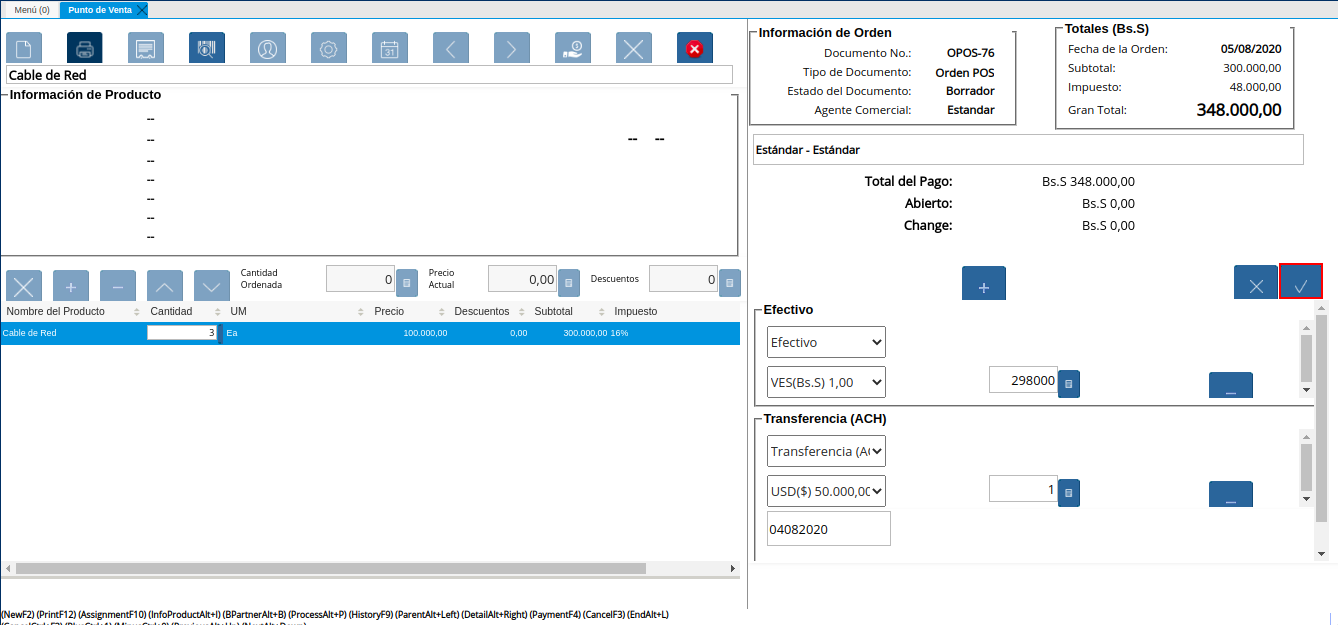 Menú (0)
Punto de Venta
Cable de Red
Información de Producto
--
--
-- --
--
--
--
--
--
Cantidad Ordenada
0
Precio Actual
0,00
Descuentos
0
Nombre del Producto Cantidad UM Precio Descuentos Subtotal Impuesto
Cable de Red 3 Ea 100.000,00 0,00 300.000,00 16%
(NewF2) (PrintF12) (AssignmentF10) (InfoProductAlt+I) (BPartnerAlt+B) (ProcessAlt+P) (HistoryF9) (ParentAlt+Left) (DetailAlt+Right) (PaymentF4) (CancelF3) (EndAlt+L)
Información de Orden
Documento No.: OPOS-76
Tipo de Documento: Orden POS
Estado del Documento: Borrador
Agente Comercial: Estandar
Totales (Bs.S)
Fecha de la Orden: 05/08/2020
Subtotal: 300.000,00
Impuesto: 48.000,00
Gran Total: 348.000,00
Estándar - Estándar
Total del Pago: Bs.S 348.000,00
Abierto: Bs.S 0,00
Change: Bs.S 0,00
Efectivo
Efectivo
VES(Bs.S) 1,00
298000
Transferencia (ACH)
Transferencia (A
USD($) 50.000,00
1
04082020